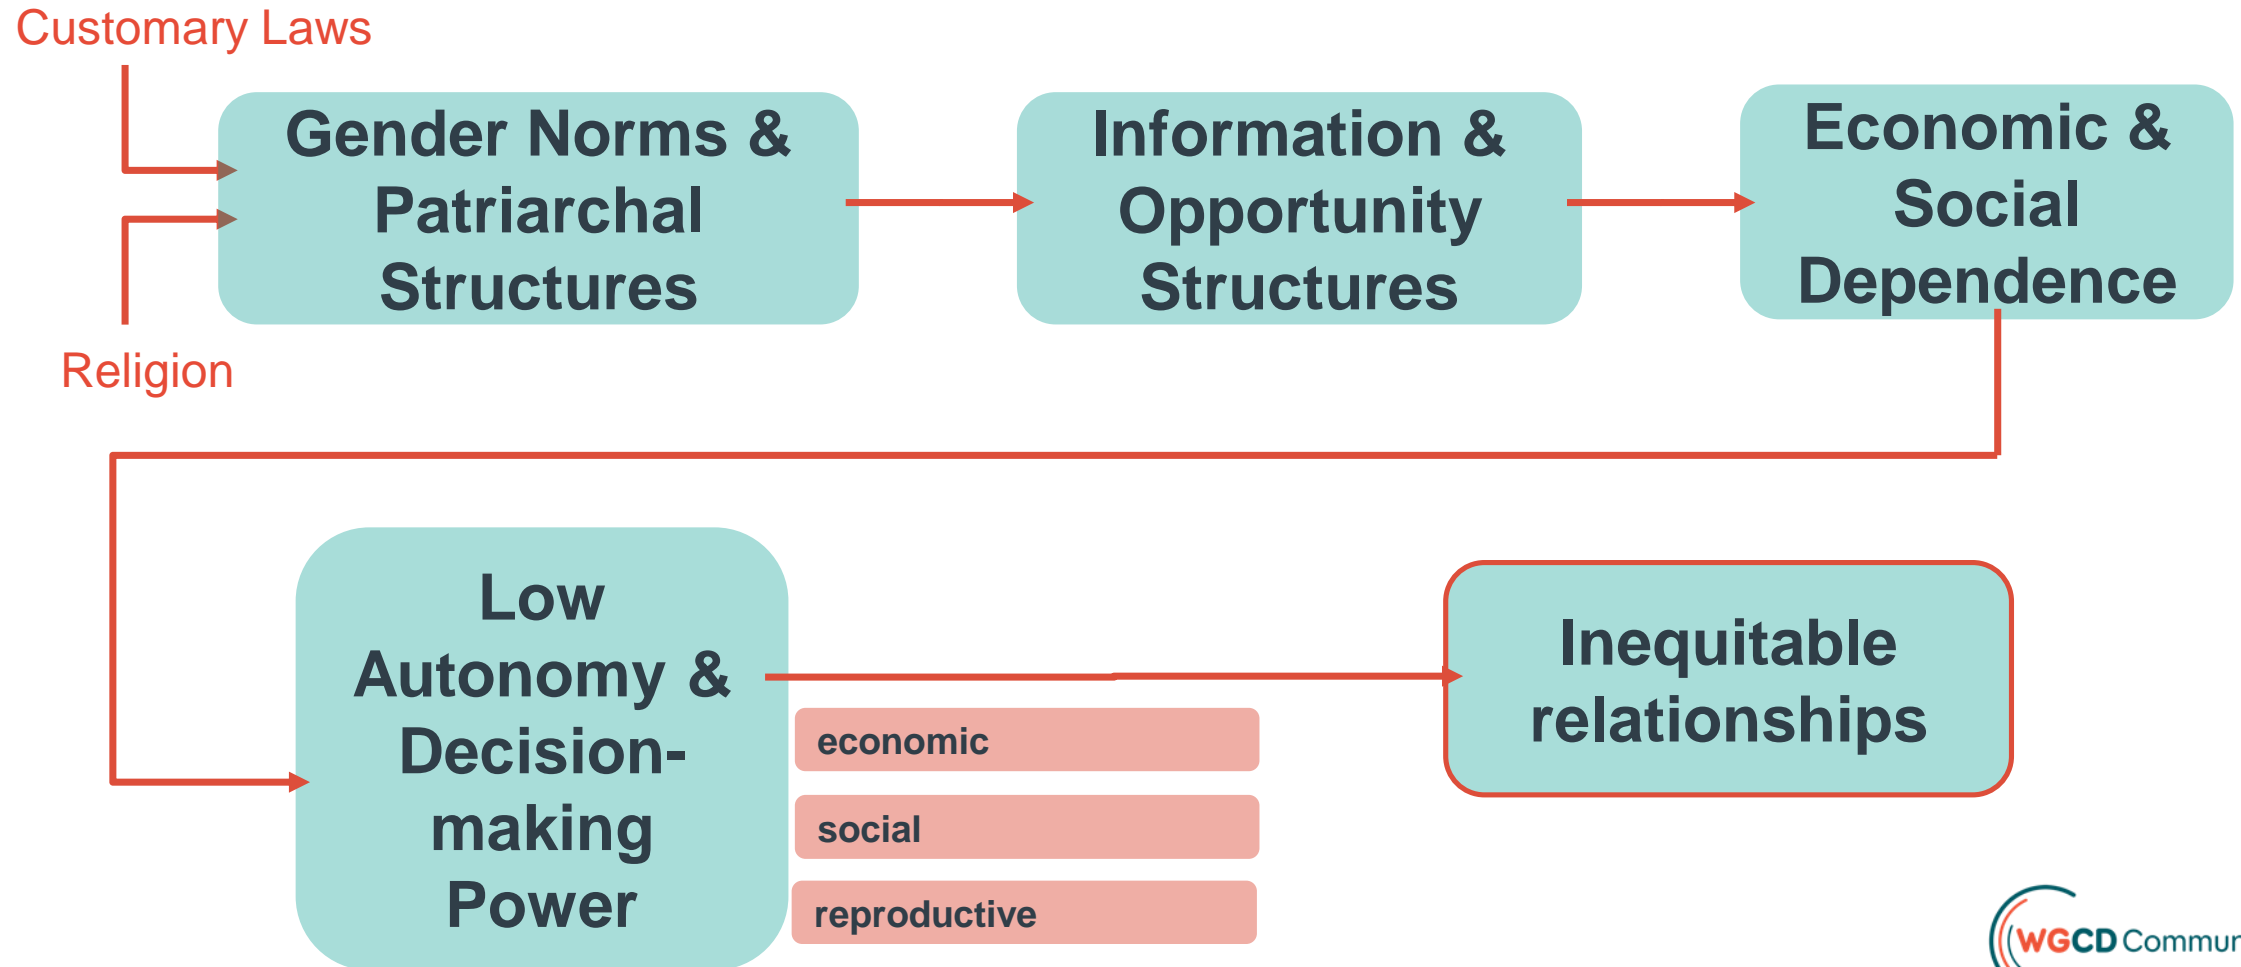 Customary Laws
Gender Norms &
Patriarchal
Structures
Information &
Opportunity
Structures
Economic &
Social
Dependence
Religion
Low
Autonomy &
Decision-
making
Power
economic
social
reproductive
Inequitable
relationships
WGCD Commun